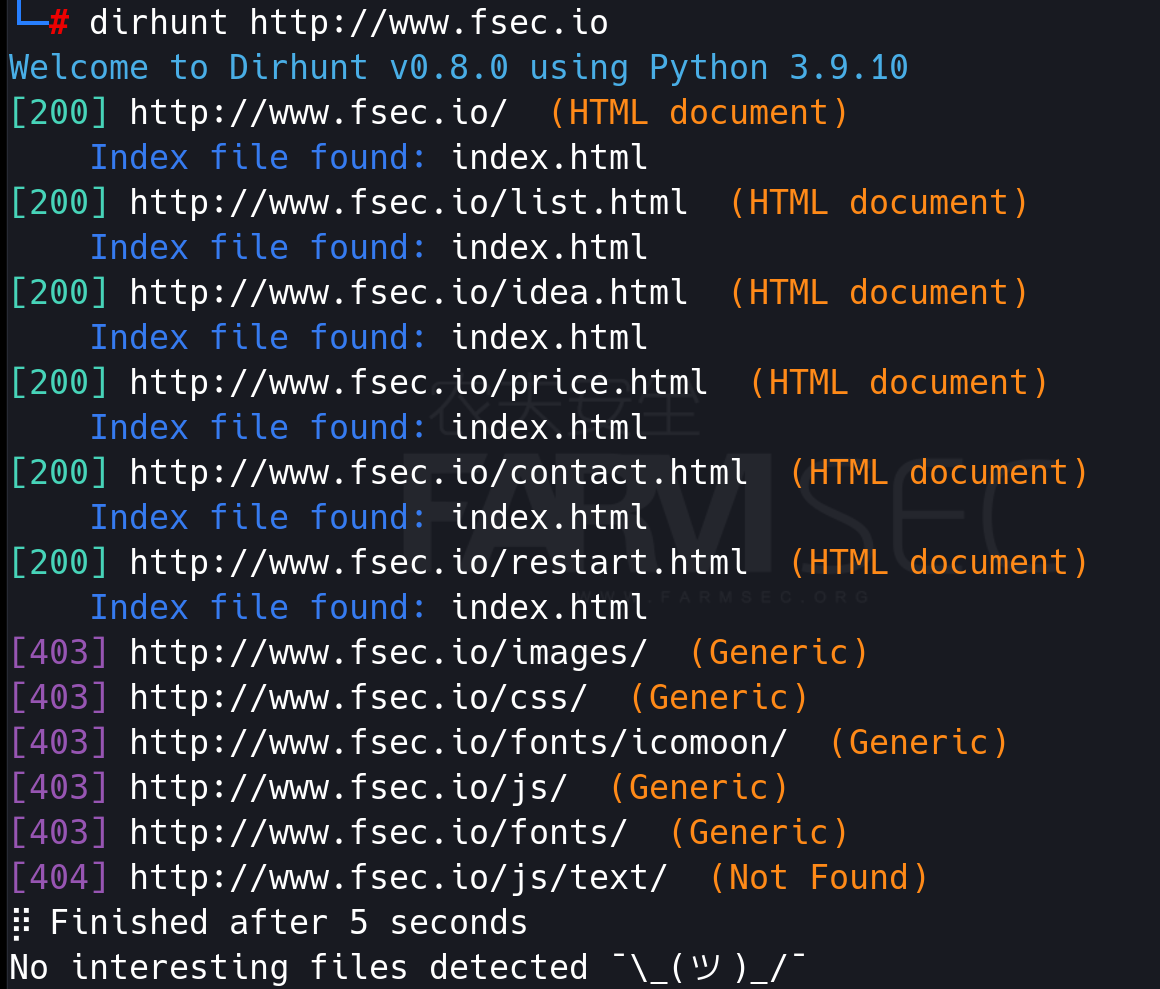 └─# dirhunt http://www.fsec.io
Welcome to Dirhunt v0.8.0 using Python 3.9.10
[200] http://www.fsec.io/  (HTML document)
    Index file found: index.html
[200] http://www.fsec.io/list.html  (HTML document)
    Index file found: index.html
[200] http://www.fsec.io/idea.html  (HTML document)
    Index file found: index.html
[200] http://www.fsec.io/price.html  (HTML document)
    Index file found: index.html
[200] http://www.fsec.io/contact.html  (HTML document)
    Index file found: index.html
[200] http://www.fsec.io/restart.html  (HTML document)
    Index file found: index.html
[403] http://www.fsec.io/images/  (Generic)
[403] http://www.fsec.io/css/  (Generic)
[403] http://www.fsec.io/fonts/icomoon/  (Generic)
[403] http://www.fsec.io/js/  (Generic)
[403] http://www.fsec.io/fonts/  (Generic)
[404] http://www.fsec.io/js/text/  (Not Found)
⡿ Finished after 5 seconds
No interesting files detected ¯\_(ツ)_/¯
农夫安全
FARMSEC
WWW.FARMSEC.ORG